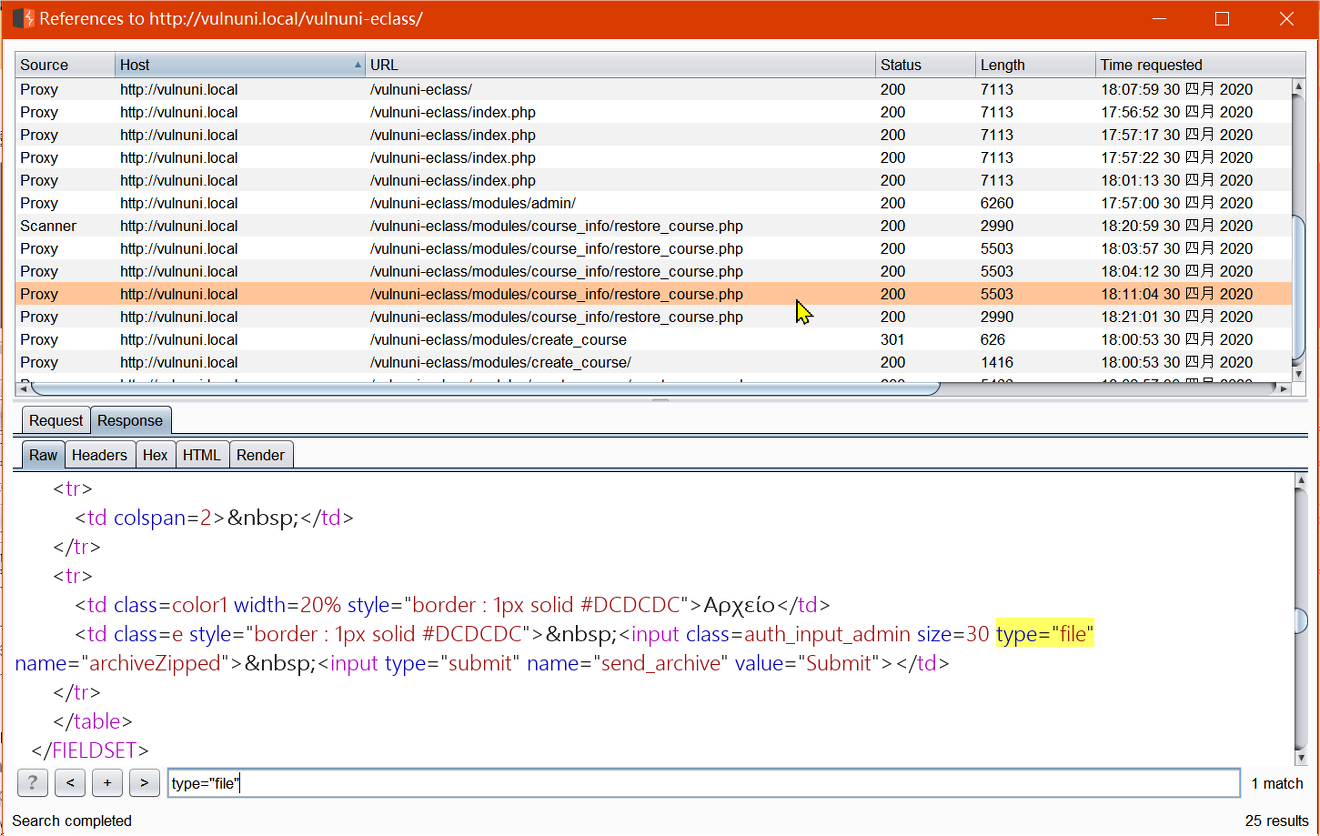 References to http://vulnuni.local/vulnuni-eclass/
Source Host URL Status Length Time requested
Proxy http://vulnuni.local /vulnuni-eclass/ 200 7113 18:07:59 30 四月 2020
Proxy http://vulnuni.local /vulnuni-eclass/index.php 200 7113 17:56:52 30 四月 2020
Proxy http://vulnuni.local /vulnuni-eclass/index.php 200 7113 17:57:17 30 四月 2020
Proxy http://vulnuni.local /vulnuni-eclass/index.php 200 7113 17:57:22 30 四月 2020
Proxy http://vulnuni.local /vulnuni-eclass/index.php 200 7113 18:01:13 30 四月 2020
Proxy http://vulnuni.local /vulnuni-eclass/modules/admin/ 200 6260 17:57:00 30 四月 2020
Scanner http://vulnuni.local /vulnuni-eclass/modules/course_info/restore_course.php 200 2990 18:20:59 30 四月 2020
Proxy http://vulnuni.local /vulnuni-eclass/modules/course_info/restore_course.php 200 5503 18:03:57 30 四月 2020
Proxy http://vulnuni.local /vulnuni-eclass/modules/course_info/restore_course.php 200 5503 18:04:12 30 四月 2020
Proxy http://vulnuni.local /vulnuni-eclass/modules/course_info/restore_course.php 200 5503 18:11:04 30 四月 2020
Proxy http://vulnuni.local /vulnuni-eclass/modules/course_info/restore_course.php 200 2990 18:21:01 30 四月 2020
Proxy http://vulnuni.local /vulnuni-eclass/modules/create_course 301 626 18:00:53 30 四月 2020
Proxy http://vulnuni.local /vulnuni-eclass/modules/create_course/ 200 1416 18:00:53 30 四月 2020
Request Response
Raw Headers Hex HTML Render
<tr>
<td colspan=2>&nbsp;</td>
</tr>
<tr>
<td class=color1 width=20% style="border : 1px solid #DCDCDC">Αρχείο</td>
<td class=e style="border : 1px solid #DCDCDC">&nbsp;<input class=auth_input_admin size=30 type="file"
name="archiveZipped">&nbsp;<input type="submit" name="send_archive" value="Submit"></td>
</tr>
</table>
</FIELDSET>
? < + > type="file" 1 match
Search completed 25 results